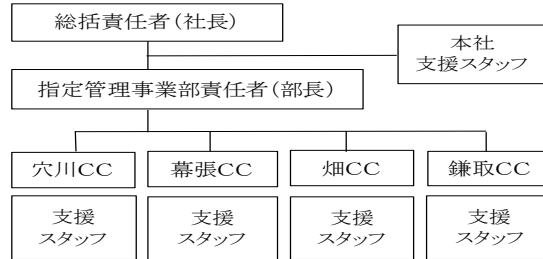 総括責任者(社長)
本社
支援スタッフ
指定管理事業部責任者(部長)
穴川CC
幕張CC
畑CC
鎌取CC
支援
スタッフ
支援
スタッフ
支援
スタッフ
支援
スタッフ